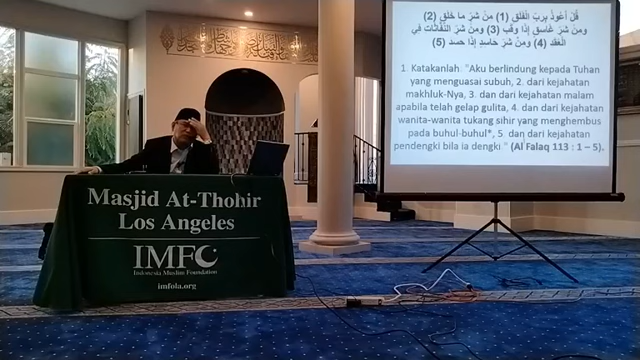 قُلْ أَعُوذُ بِرَبِّ الْفَلَقِ (1) مِنْ شَرِّ مَا خَلَقَ (2)
وَمِنْ شَرِّ غَاسِقٍ إِذَا وَقَبَ (3) وَمِنْ شَرِّ النَّفَّاثَاتِ فِي
الْعُقَدِ (4) وَمِنْ شَرِّ حَاسِدٍ إِذَا حَسَدَ (5)
1. Katakanlah: "Aku berlindung kepada Tuhan
yang menguasai subuh, 2. dari kejahatan
makhluk-Nya, 3. dan dari kejahatan malam
apabila telah gelap gulita, 4. dan dari kejahatan
wanita-wanita tukang sihir yang menghembus
pada buhul-buhul*, 5. dan dari kejahatan
pendengki bila ia dengki." (Al Falaq 113 : 1 – 5).
Masjid At-Thohir
Los Angeles
IMF
Indonesia Muslim Foundation
imfola.org